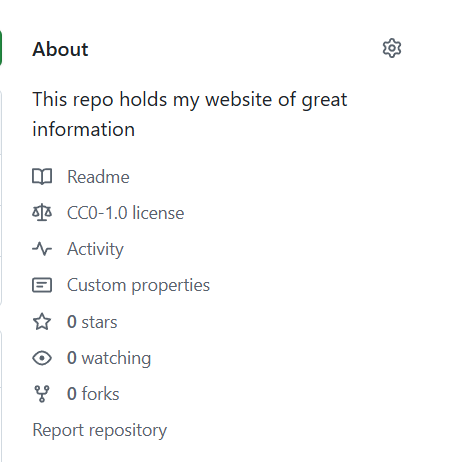 About
This repo holds my website of great
information
Readme
CC0-1.0 license
Activity
Custom properties
0 stars
0 watching
0 forks
Report repository